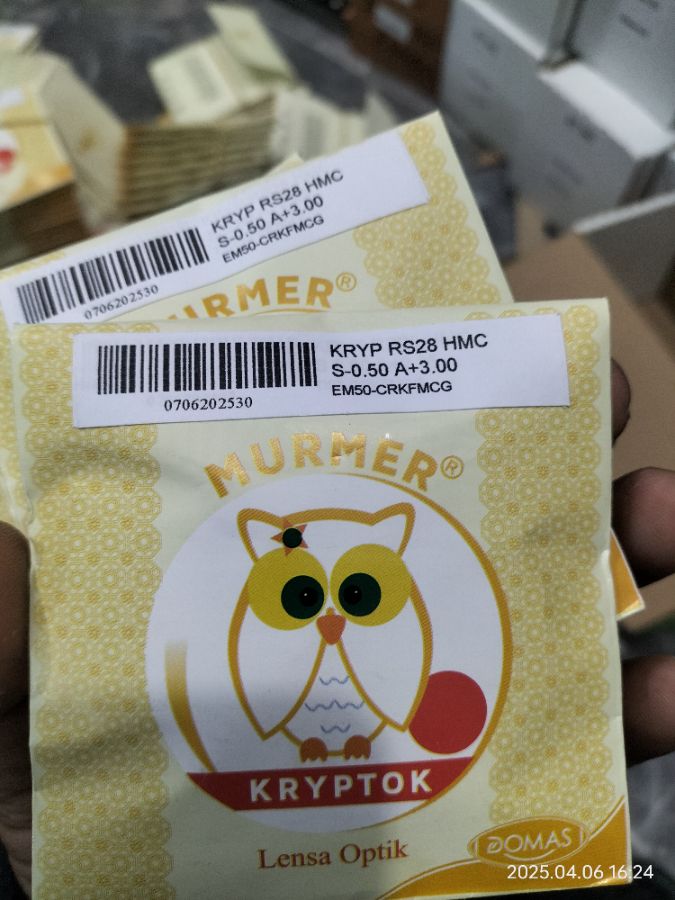 KRYP RS28 HMC
S-0.50 A+3.00
EM50-CRKFMCG
0706202530
URMER®
KRYP RS28 HMC
S-0.50 A+3.00
EM50-CRKFMCG
0706202530
MURMER®
KRYPTOK
Lensa Optik
DOMAS
2025.04.06 16:24